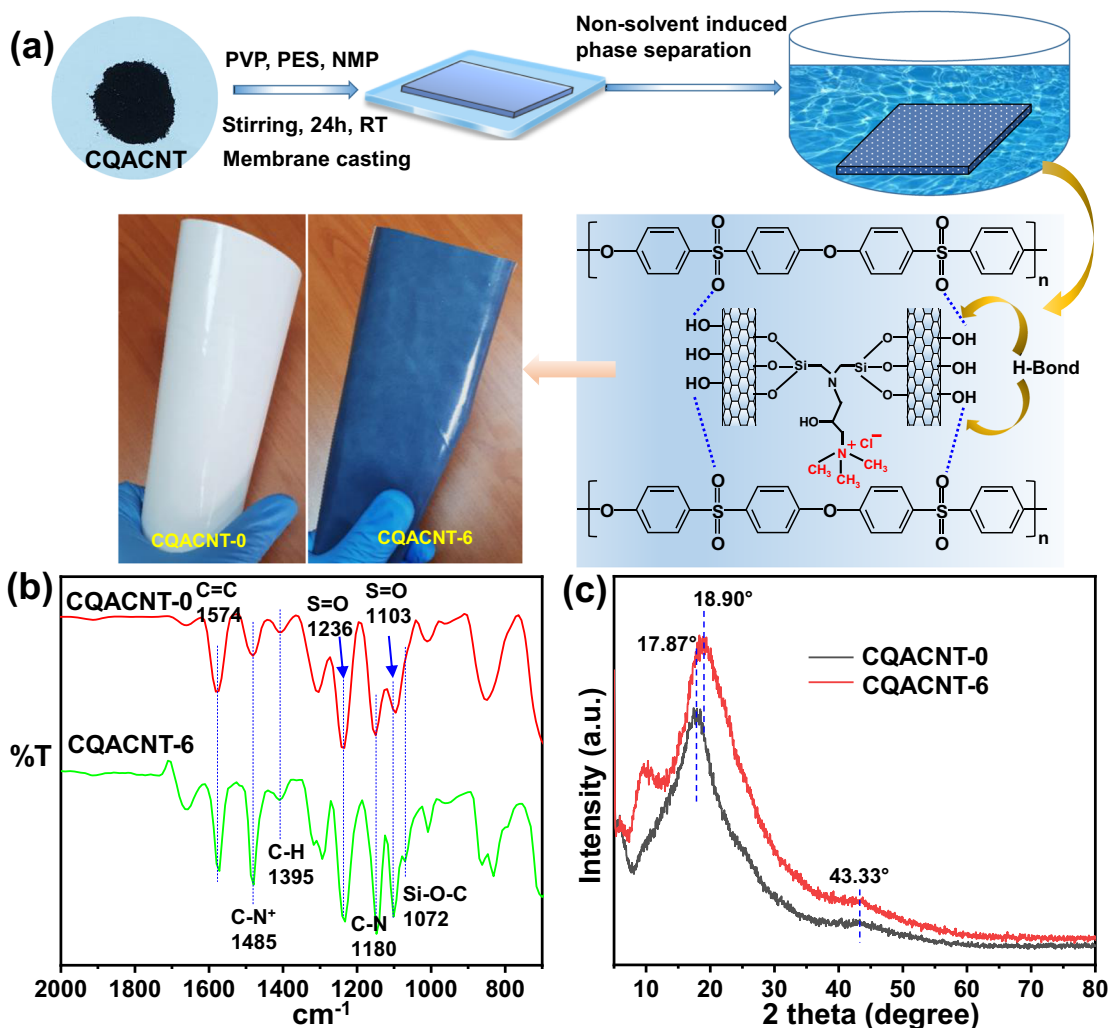 (a)
CQACNT
PVP, PES, NMP
Stirring, 24h, RT
Membrane casting
Non-solvent induced
phase separation
CQACNT-0
CQACNT-6
O
S
O
O
O
S
O
O
n
HO
HO
HO
O
O
O
Si
N
Si
O
O
O
OH
OH
OH
H-Bond
HO
N
+
Cl
−
CH₃
CH₃
CH₃
O
S
O
O
O
S
O
O
n
(b)
CQACNT-0
C=C
1574
S=O
1236
S=O
1103
%T
CQACNT-6
C-N⁺
1485
C-H
1395
C-N
1180
Si-O-C
1072
2000 1800 1600 1400 1200 1000 800
cm⁻¹
(c)
18.90°
17.87°
CQACNT-0
CQACNT-6
43.33°
Intensity (a.u.)
10 20 30 40 50 60 70 80
2 theta (degree)